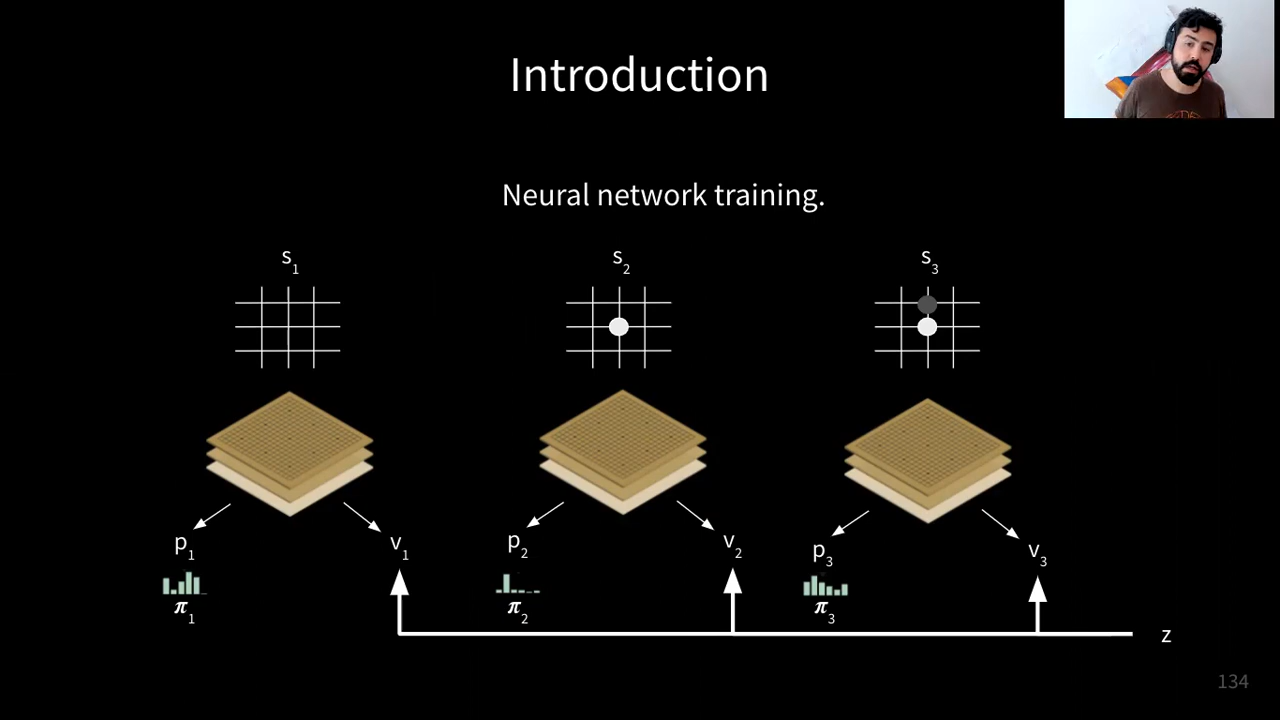 Introduction
Neural network training.
s₁ s₂ s₃
p₁ v₁ p₂ v₂ p₃ v₃
π₁ π₂ π₃
z
134